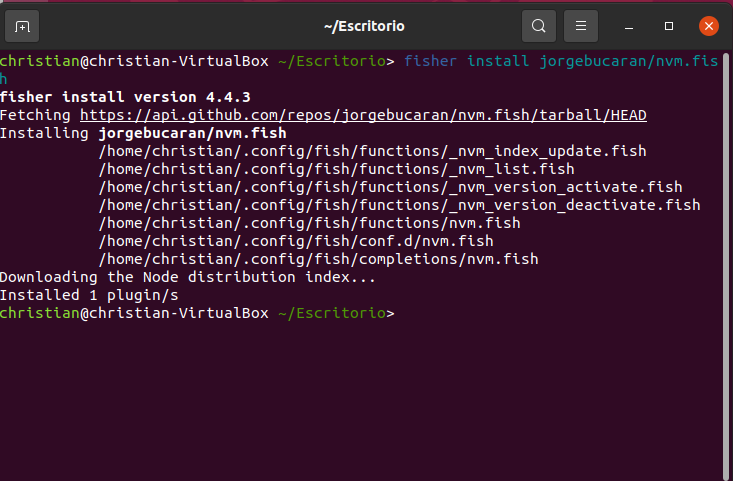 ~/Escritorio
christian@christian-VirtualBox ~/Escritorio> fisher install jorgebucaran/nvm.fis
h
fisher install version 4.4.3
Fetching https://api.github.com/repos/jorgebucaran/nvm.fish/tarball/HEAD
Installing jorgebucaran/nvm.fish
           /home/christian/.config/fish/functions/_nvm_index_update.fish
           /home/christian/.config/fish/functions/_nvm_list.fish
           /home/christian/.config/fish/functions/_nvm_version_activate.fish
           /home/christian/.config/fish/functions/_nvm_version_deactivate.fish
           /home/christian/.config/fish/functions/nvm.fish
           /home/christian/.config/fish/conf.d/nvm.fish
           /home/christian/.config/fish/completions/nvm.fish
Downloading the Node distribution index...
Installed 1 plugin/s
christian@christian-VirtualBox ~/Escritorio>